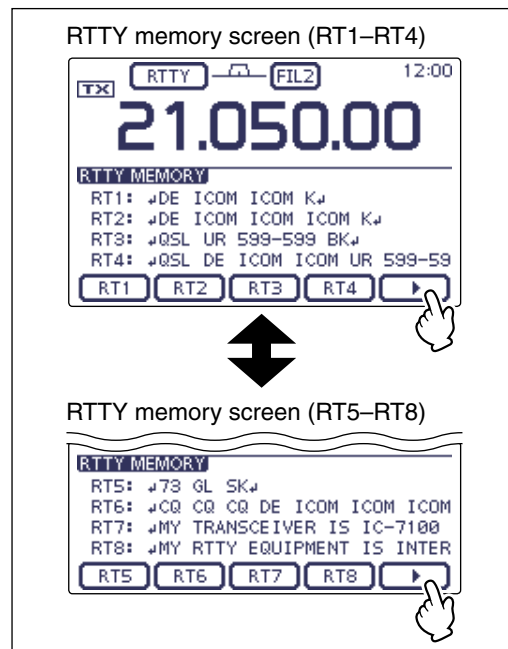 RTTY memory screen (RT1–RT4)
TX RTTY FIL2 12:00
21.050.00
RTTY MEMORY
RT1: ↲DE ICOM ICOM K↲
RT2: ↲DE ICOM ICOM ICOM K↲
RT3: ↲QSL UR 599-599 BK↲
RT4: ↲QSL DE ICOM ICOM UR 599-59
RT1 RT2 RT3 RT4
RTTY memory screen (RT5–RT8)
RTTY MEMORY
RT5: ↲73 GL SK↲
RT6: ↲CQ CQ CQ DE ICOM ICOM ICOM
RT7: ↲MY TRANSCEIVER IS IC-7100
RT8: ↲MY RTTY EQUIPMENT IS INTER
RT5 RT6 RT7 RT8